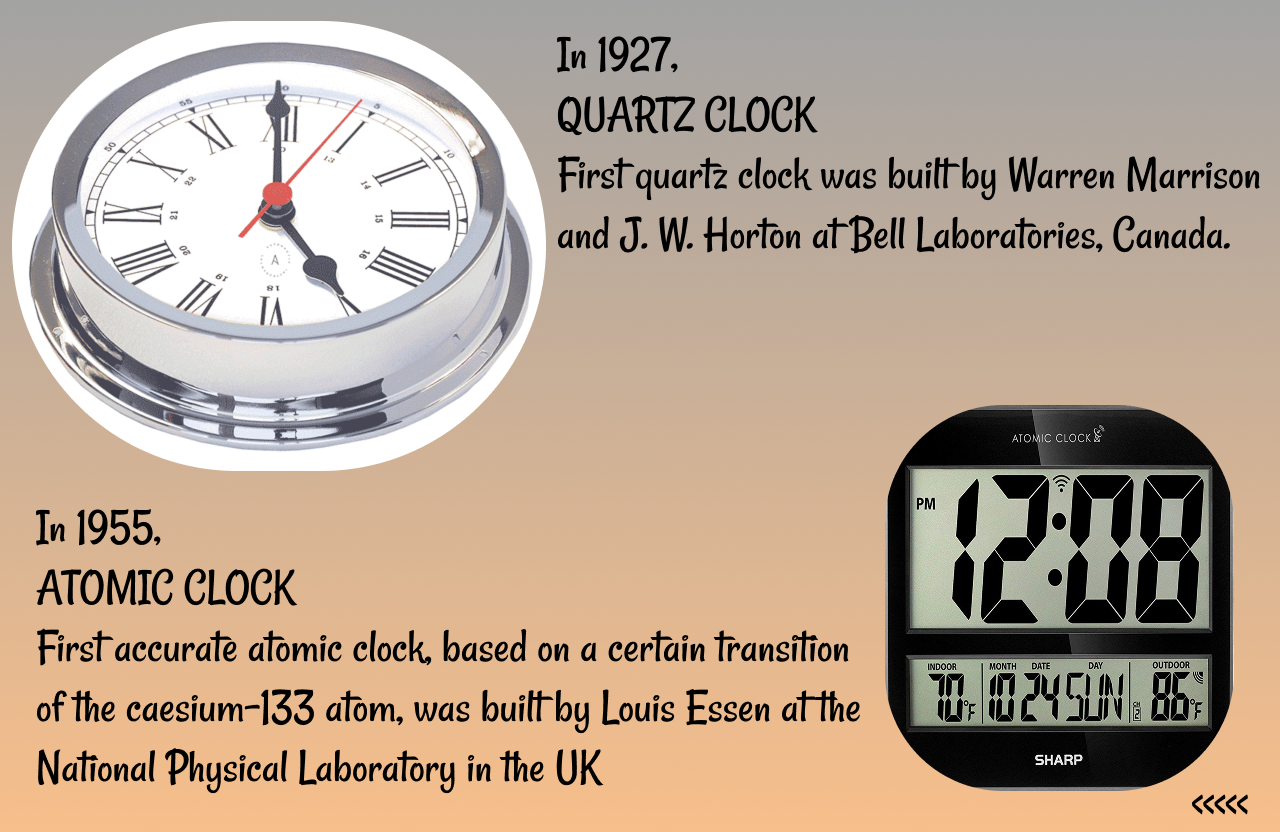 In 1927,
QUARTZ CLOCK
First quartz clock was built by Warren Marrison
and J. W. Horton at Bell Laboratories, Canada.
In 1955,
ATOMIC CLOCK
First accurate atomic clock, based on a certain transition
of the caesium-133 atom, was built by Louis Essen at the
National Physical Laboratory in the UK
ATOMIC CLOCK
PM 12:08
INDOOR MONTH DATE DAY OUTDOOR
70°F 10 24 SUN 86°F
SHARP
<<<<<